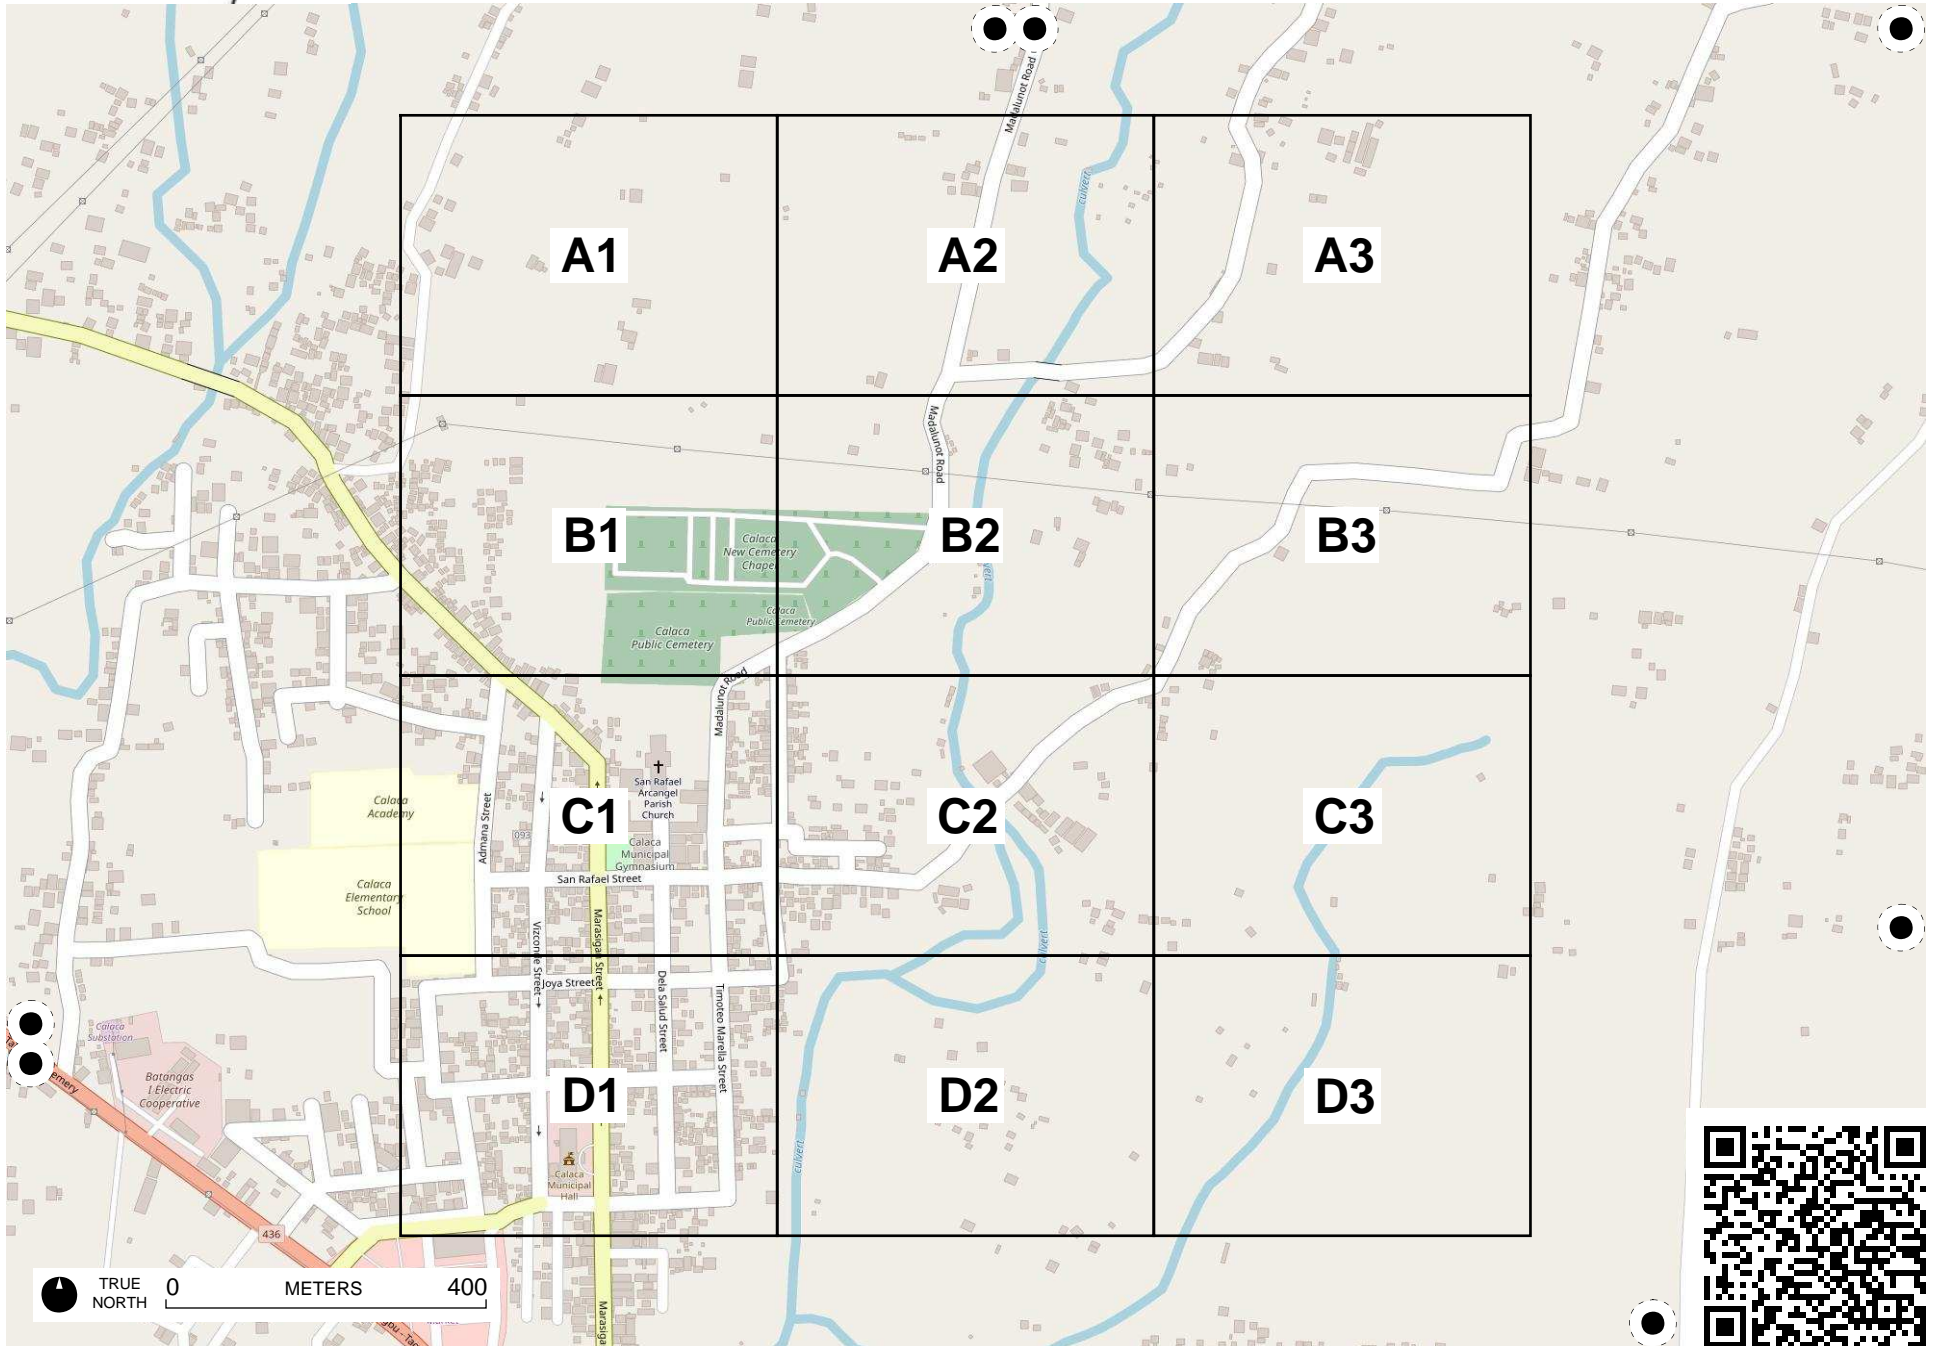 Madalunot Road
culvert
A1
A2
A3
Madalunot Road
B1
B2
B3
Calaca
New Cemetery
Chapel
Calaca
Public Cemetery
Calaca
Public Cemetery
Madalunot Road
San Rafael
Arcangel
Parish
Church
Calaca
Academy
Admana Street
093
C1
C2
C3
Calaca
Municipal
Gymnasium
San Rafael Street
Calaca
Elementary
School
Vizconde Street
Marasigan Street
culvert
Joya Street
Dela Salud Street
Timoteo Marella Street
Calaca
Substation
Batangas
I Electric
Cooperative
emery
D1
D2
D3
culvert
Calaca
Municipal
Hall
436
TRUE
NORTH
0
METERS
400
Marasiga